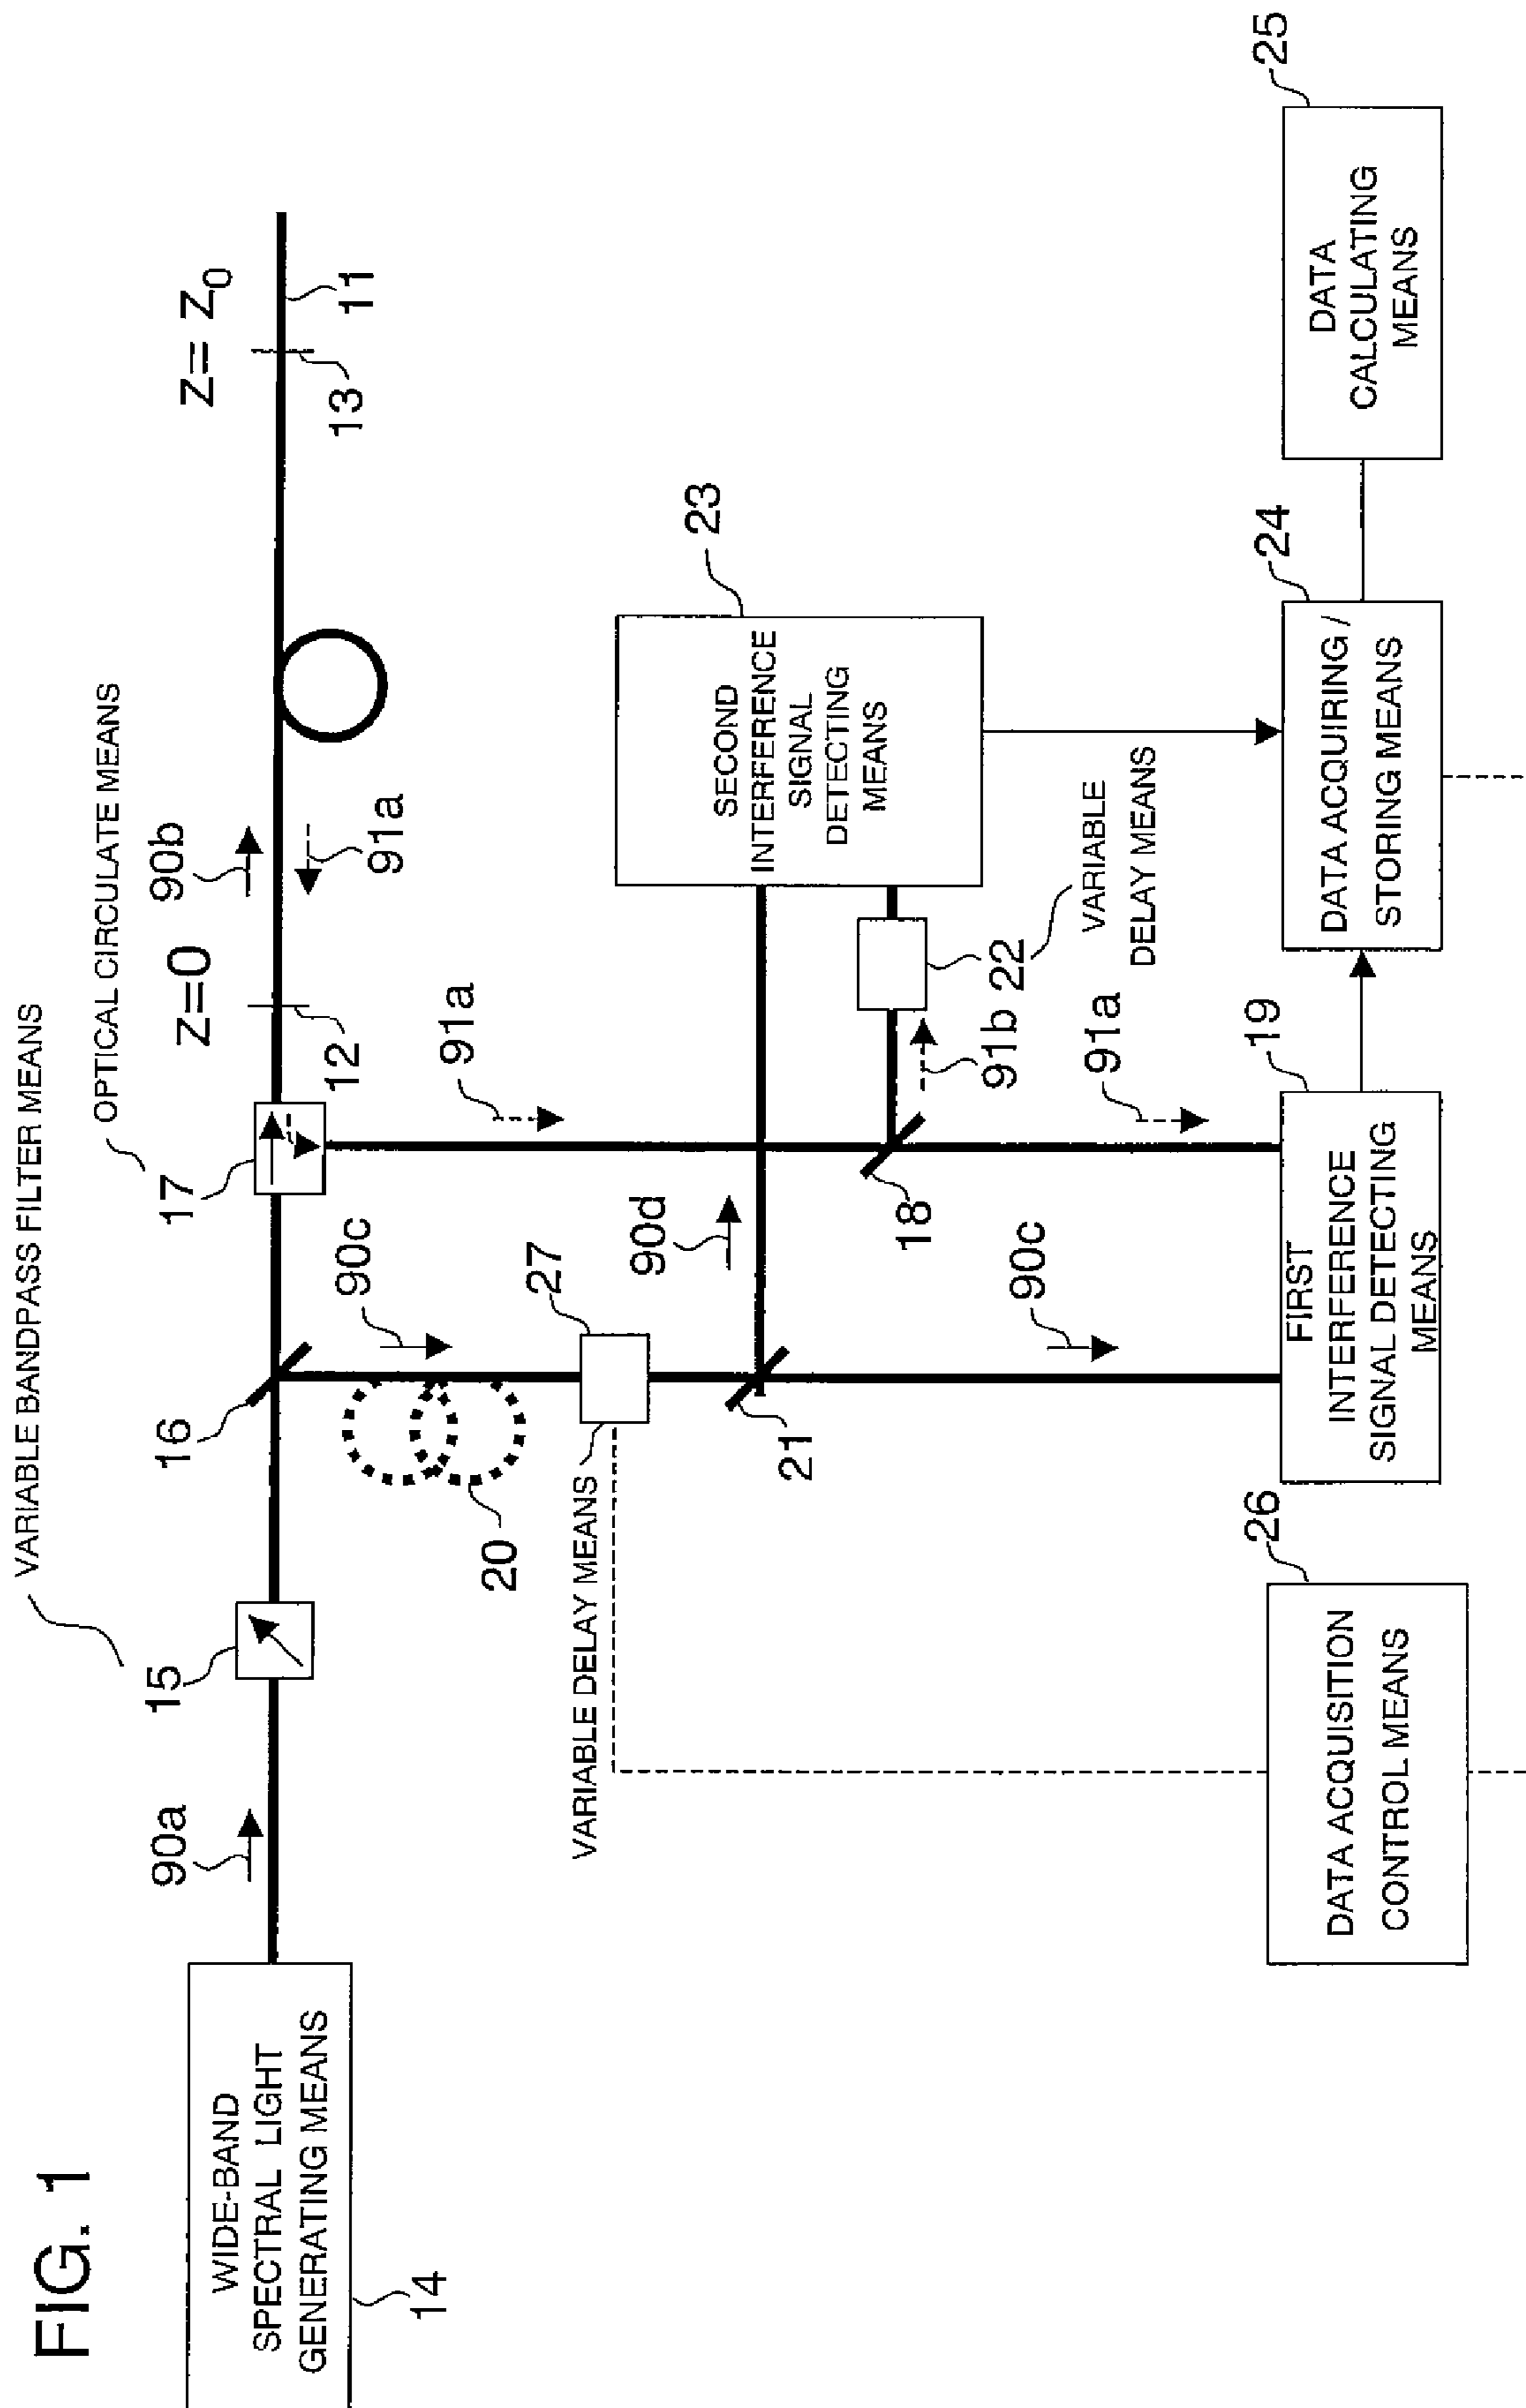 FIG. 1
VARIABLE BANDPASS FILTER MEANS
OPTICAL CIRCULATE MEANS
WIDE-BAND
SPECTRAL LIGHT
GENERATING MEANS
14
90a
15
16
17
z=0
12
90b
91a
z= z0
13
11
20
90c
27
VARIABLE DELAY MEANS
21
90d
91a
18
91b
22
VARIABLE
DELAY MEANS
SECOND
INTERFERENCE
SIGNAL
DETECTING
MEANS
23
90c
91a
DATA ACQUISITION
CONTROL MEANS
26
FIRST
INTERFERENCE
SIGNAL DETECTING
MEANS
19
DATA ACQUIRING /
STORING MEANS
24
DATA
CALCULATING
MEANS
25